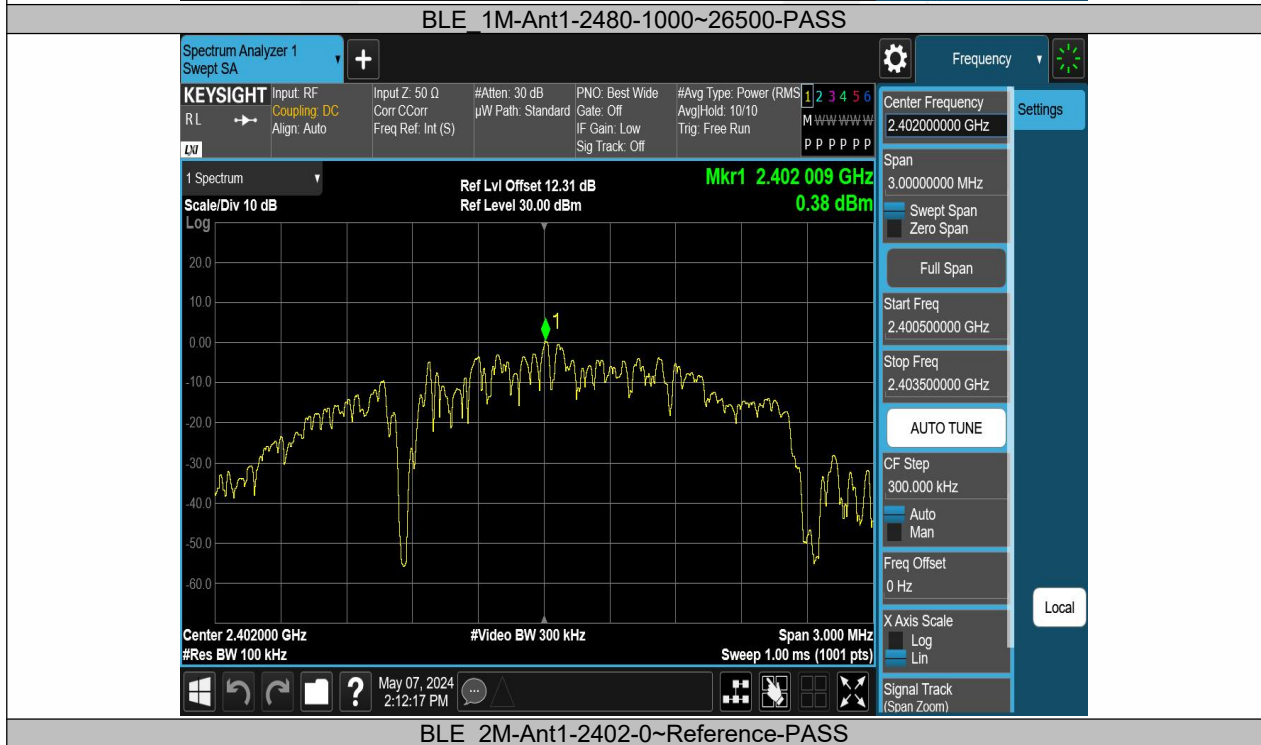 BLE_1M-Ant1-2480-1000~26500-PASS
Spectrum Analyzer 1
Swept SA
+
Frequency
KEYSIGHT
RL
LXI
Input: RF
Coupling: DC
Align: Auto
Input Z: 50 Ω
Corr CCorr
Freq Ref: Int (S)
#Atten: 30 dB
µW Path: Standard
PNO: Best Wide
Gate: Off
IF Gain: Low
Sig Track: Off
#Avg Type: Power (RMS
Avg|Hold: 10/10
Trig: Free Run
1 2 3 4 5 6
M W W W W W
P P P P P P
1 Spectrum
Scale/Div 10 dB
Log
Ref Lvl Offset 12.31 dB
Ref Level 30.00 dBm
Mkr1 2.402 009 GHz
0.38 dBm
1
20.0
10.0
0.00
-10.0
-20.0
-30.0
-40.0
-50.0
-60.0
Center 2.402000 GHz
#Res BW 100 kHz
#Video BW 300 kHz
Span 3.000 MHz
Sweep 1.00 ms (1001 pts)
Center Frequency
2.402000000 GHz
Settings
Span
3.00000000 MHz
Swept Span
Zero Span
Full Span
Start Freq
2.400500000 GHz
Stop Freq
2.403500000 GHz
AUTO TUNE
CF Step
300.000 kHz
Auto
Man
Freq Offset
0 Hz
Local
X Axis Scale
Log
Lin
Signal Track
(Span Zoom)
?
May 07, 2024
2:12:17 PM
BLE_2M-Ant1-2402-0~Reference-PASS